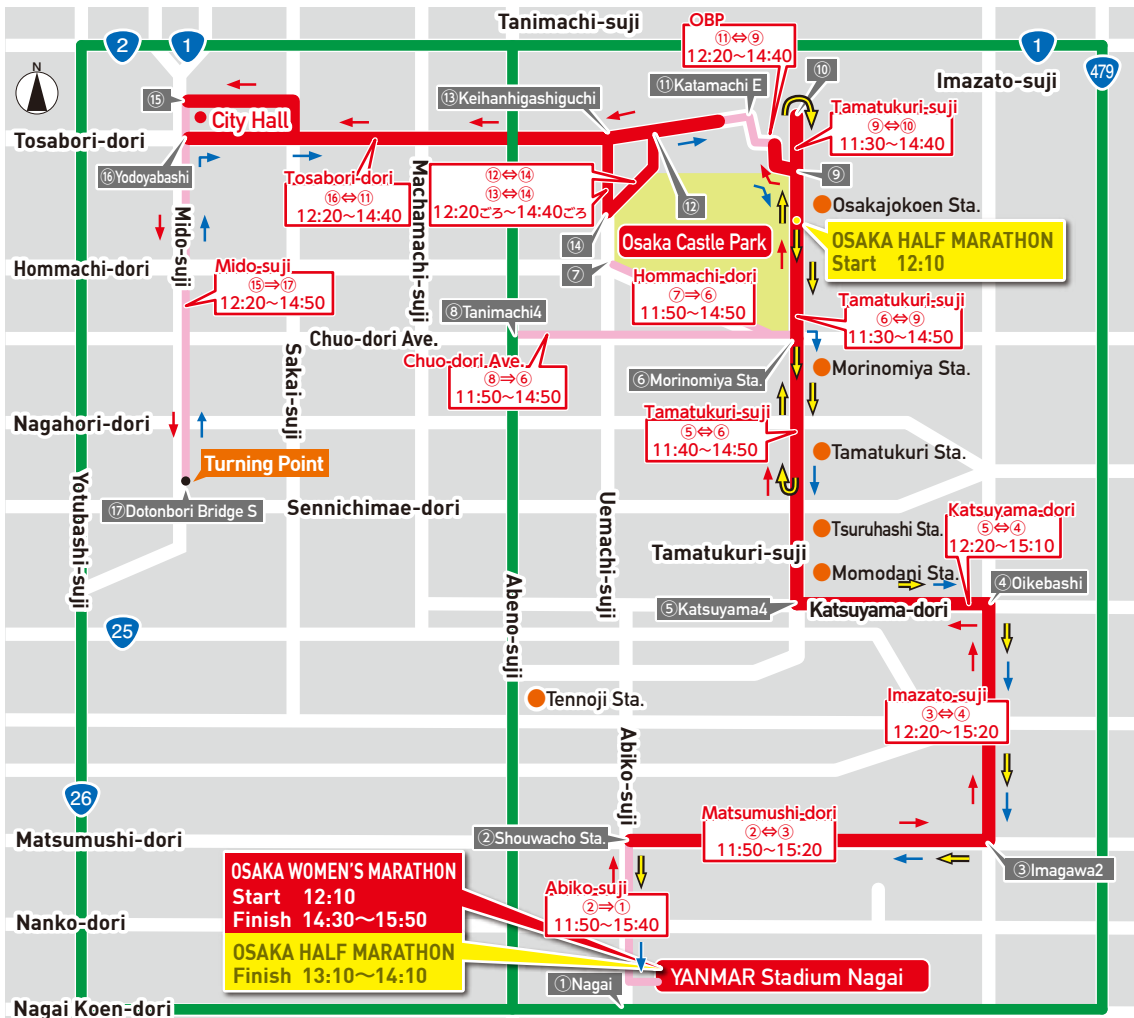 Tanimachi-suji
2
1
1
479
N
OBP
⑪⇔⑨
12:20～14:40
Imazato-suji
⑩
⑪Katamachi E
⑮
⑬Keihanhigashiguchi
Tamatukuri-suji
⑨⇔⑩
11:30～14:40
City Hall
Tosabori-dori
⑯Yodoyabashi
Tosabori-dori
⑯⇔⑪
12:20～14:40
Machamachi-suji
⑫⇔⑭
⑬⇔⑭
12:20ごろ～14:40ごろ
⑫
⑨
Osakajokoen Sta.
Mido-suji
⑭
Osaka Castle Park
OSAKA HALF MARATHON
Start 12:10
Hommachi-dori
⑦
Mido-suji
⑮⇒⑰
12:20～14:50
Hommachi-dori
⑦⇒⑥
11:50～14:50
Tamatukuri-suji
⑥⇔⑨
11:30～14:50
⑧Tanimachi4
Chuo-dori Ave.
Sakai-suji
Chuo-dori Ave.
⑧⇒⑥
11:50～14:50
⑥Morinomiya Sta.
Morinomiya Sta.
Nagahori-dori
Tamatukuri-suji
⑤⇔⑥
11:40～14:50
Tamatukuri Sta.
Turning Point
Yotubashi-suji
⑰Dotonbori Bridge S
Sennichimae-dori
Uemachi-suji
Tsuruhashi Sta.
Katsuyama-dori
⑤⇔④
12:20～15:10
Tamatukuri-suji
Momodani Sta.
④Oikebashi
Abeno-suji
⑤Katsuyama4
Katsuyama-dori
25
Tennoji Sta.
Imazato-suji
③⇔④
12:20～15:20
Abiko-suji
26
Matsumushi-dori
②Shouwacho Sta.
Matsumushi-dori
②⇔③
11:50～15:20
③Imagawa2
OSAKA WOMEN'S MARATHON
Start 12:10
Finish 14:30～15:50
Abiko-suji
②⇒①
11:50～15:40
Nanko-dori
OSAKA HALF MARATHON
Finish 13:10～14:10
YANMAR Stadium Nagai
①Nagai
Nagai Koen-dori